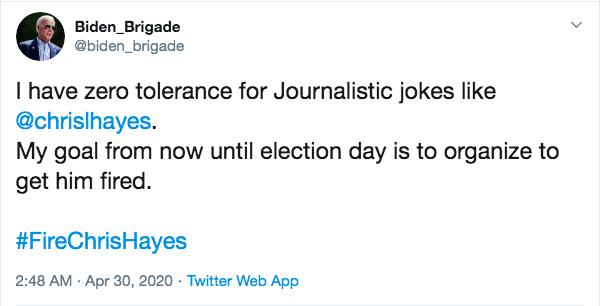 Biden_Brigade
@biden_brigade
I have zero tolerance for Journalistic jokes like
@chrislhayes.
My goal from now until election day is to organize to
get him fired.
#FireChrisHayes
2:48 AM · Apr 30, 2020 · Twitter Web App